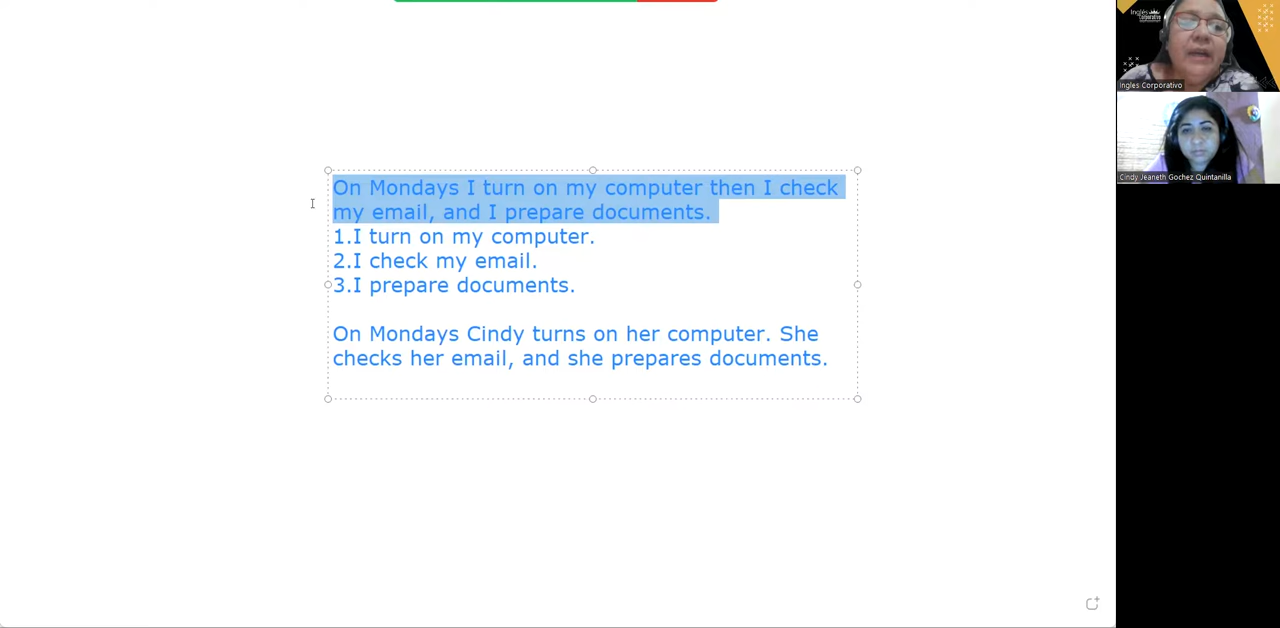 On Mondays I turn on my computer then I check
my email, and I prepare documents.
1.I turn on my computer.
2.I check my email.
3.I prepare documents.
On Mondays Cindy turns on her computer. She
checks her email, and she prepares documents.
Inglés
Corporativo
Ingles Corporativo
Cindy Jeaneth Gochez Quintanilla